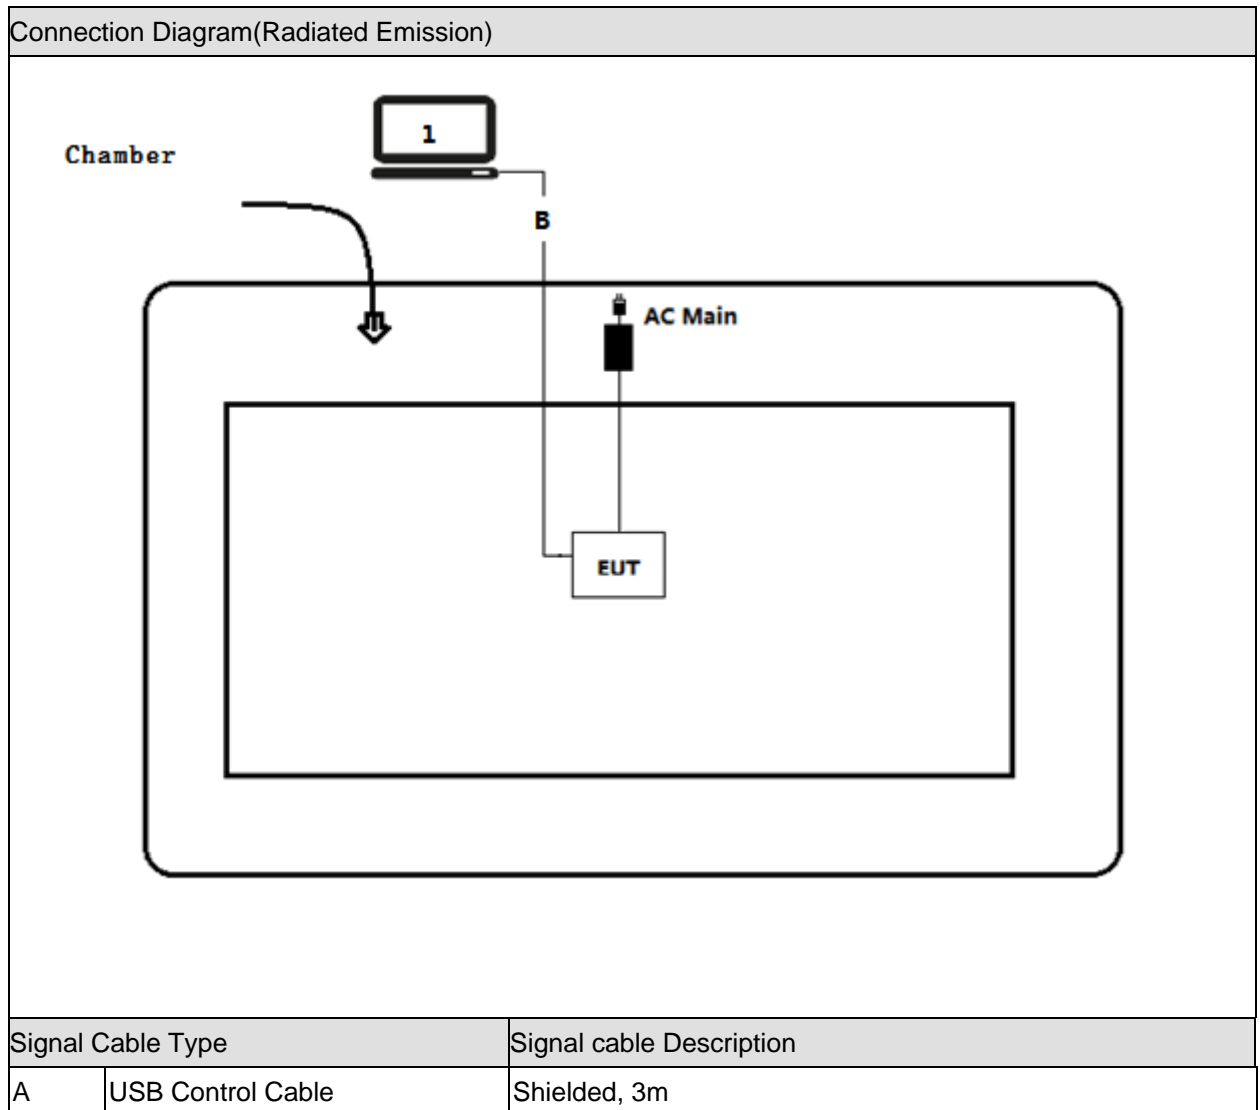 Connection Diagram(Radiated Emission)
1
Chamber
B
AC Main
EUT
Signal Cable Type Signal cable Description
A USB Control Cable Shielded, 3m